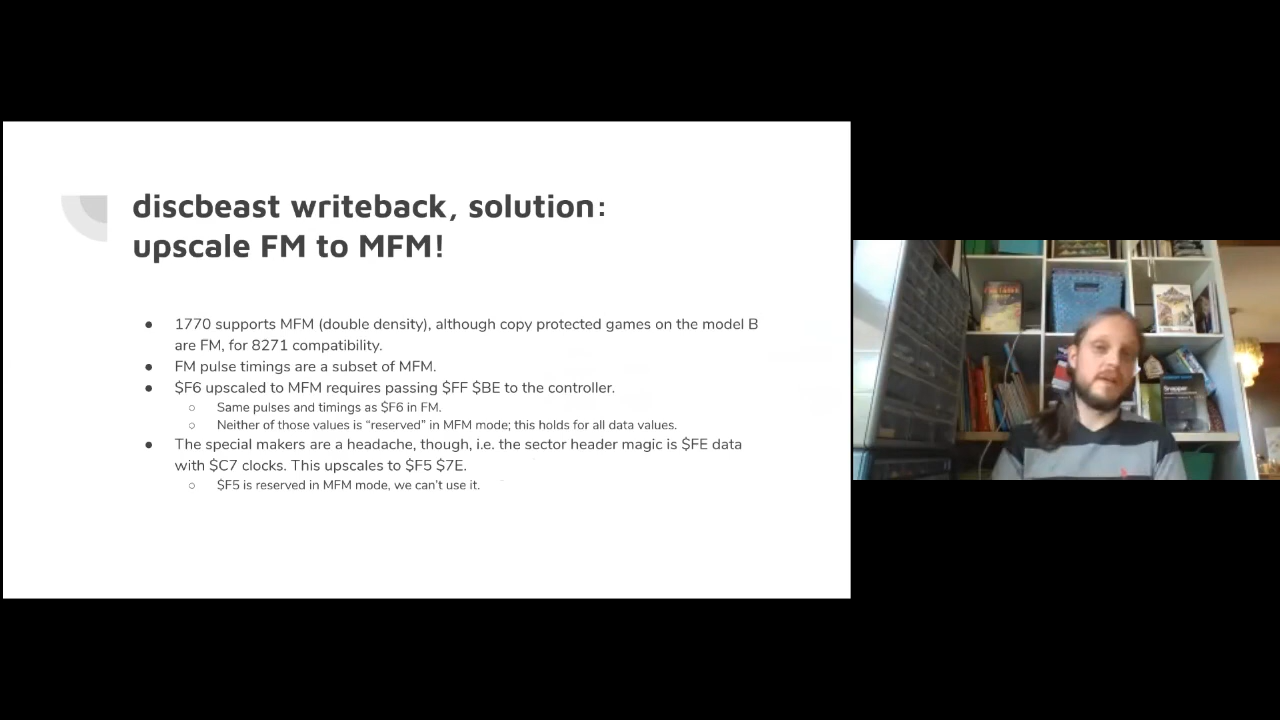 discbeast writeback, solution:
upscale FM to MFM!
● 1770 supports MFM (double density), although copy protected games on the model B
are FM, for 8271 compatibility.
● FM pulse timings are a subset of MFM.
● $F6 upscaled to MFM requires passing $FF $BE to the controller.
○ Same pulses and timings as $F6 in FM.
○ Neither of those values is “reserved” in MFM mode; this holds for all data values.
● The special makers are a headache, though, i.e. the sector header magic is $FE data
with $C7 clocks. This upscales to $F5 $7E.
○ $F5 is reserved in MFM mode, we can't use it.
Snapper